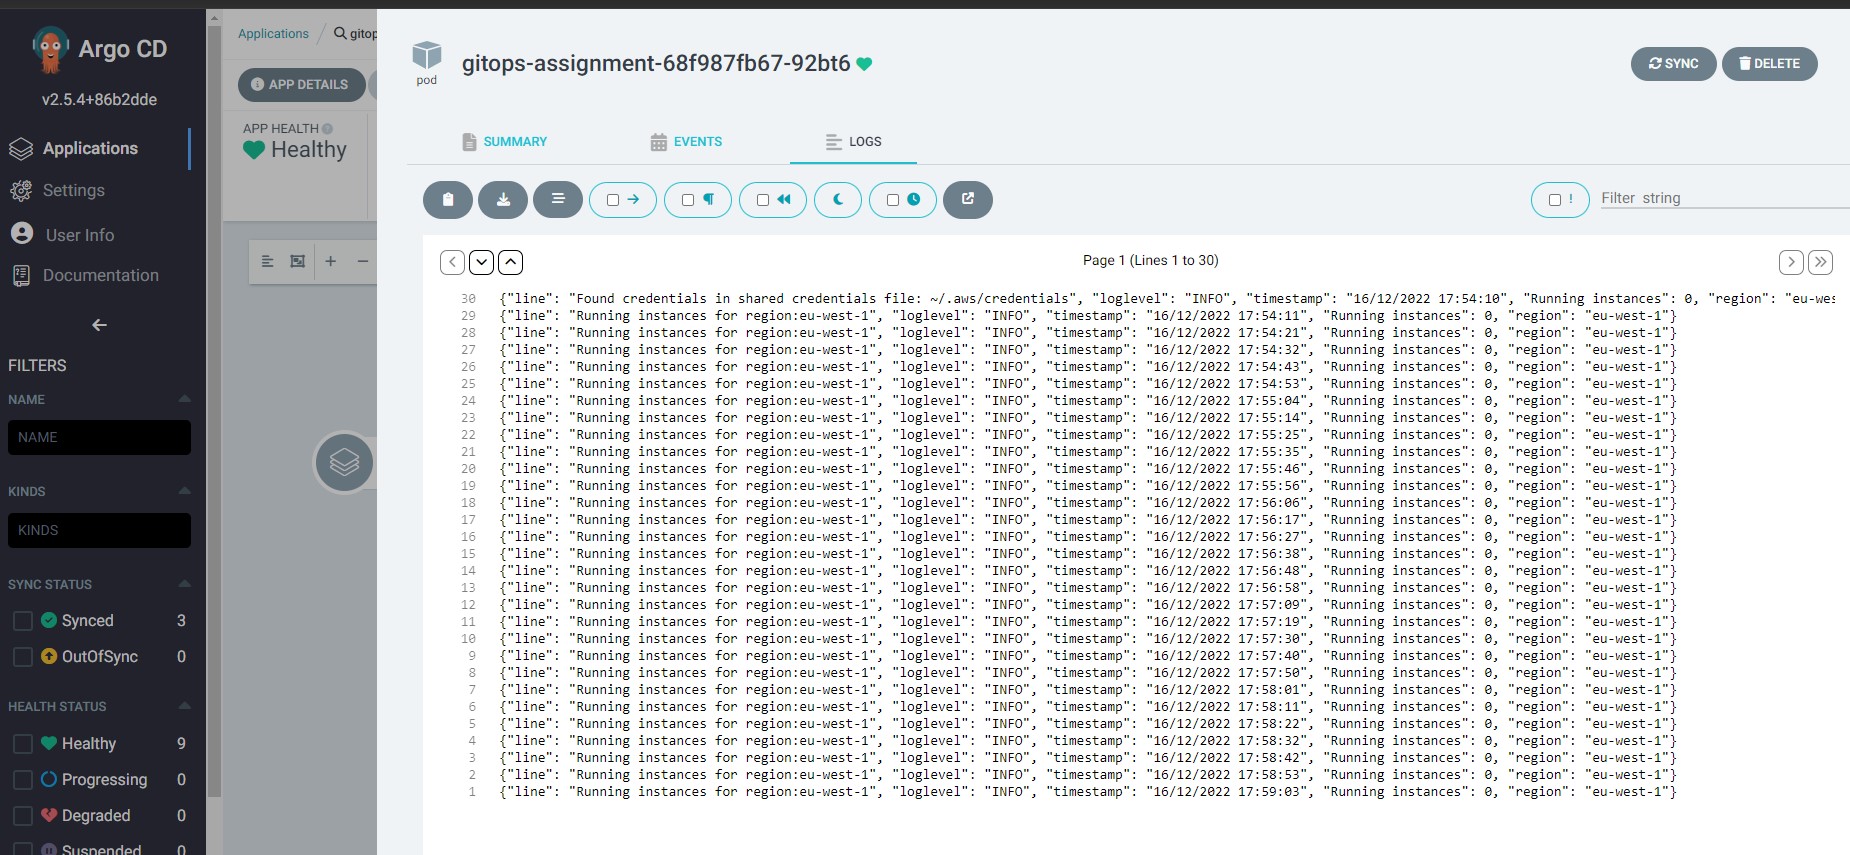 Argo CD
v2.5.4+86b2dde
Applications
Settings
User Info
Documentation
FILTERS
NAME
NAME
KINDS
KINDS
SYNC STATUS
Synced 3
OutOfSync 0
HEALTH STATUS
Healthy 9
Progressing 0
Degraded 0
Suspended 0
Applications / gitop
APP DETAILS
APP HEALTH
Healthy
pod
gitops-assignment-68f987fb67-92bt6
SYNC DELETE
SUMMARY EVENTS LOGS
! Filter string
Page 1 (Lines 1 to 30)
30 {"line": "Found credentials in shared credentials file: ~/.aws/credentials", "loglevel": "INFO", "timestamp": "16/12/2022 17:54:10", "Running instances": 0, "region": "eu-wes
29 {"line": "Running instances for region:eu-west-1", "loglevel": "INFO", "timestamp": "16/12/2022 17:54:11", "Running instances": 0, "region": "eu-west-1"}
28 {"line": "Running instances for region:eu-west-1", "loglevel": "INFO", "timestamp": "16/12/2022 17:54:21", "Running instances": 0, "region": "eu-west-1"}
27 {"line": "Running instances for region:eu-west-1", "loglevel": "INFO", "timestamp": "16/12/2022 17:54:32", "Running instances": 0, "region": "eu-west-1"}
26 {"line": "Running instances for region:eu-west-1", "loglevel": "INFO", "timestamp": "16/12/2022 17:54:43", "Running instances": 0, "region": "eu-west-1"}
25 {"line": "Running instances for region:eu-west-1", "loglevel": "INFO", "timestamp": "16/12/2022 17:54:53", "Running instances": 0, "region": "eu-west-1"}
24 {"line": "Running instances for region:eu-west-1", "loglevel": "INFO", "timestamp": "16/12/2022 17:55:04", "Running instances": 0, "region": "eu-west-1"}
23 {"line": "Running instances for region:eu-west-1", "loglevel": "INFO", "timestamp": "16/12/2022 17:55:14", "Running instances": 0, "region": "eu-west-1"}
22 {"line": "Running instances for region:eu-west-1", "loglevel": "INFO", "timestamp": "16/12/2022 17:55:25", "Running instances": 0, "region": "eu-west-1"}
21 {"line": "Running instances for region:eu-west-1", "loglevel": "INFO", "timestamp": "16/12/2022 17:55:35", "Running instances": 0, "region": "eu-west-1"}
20 {"line": "Running instances for region:eu-west-1", "loglevel": "INFO", "timestamp": "16/12/2022 17:55:46", "Running instances": 0, "region": "eu-west-1"}
19 {"line": "Running instances for region:eu-west-1", "loglevel": "INFO", "timestamp": "16/12/2022 17:55:56", "Running instances": 0, "region": "eu-west-1"}
18 {"line": "Running instances for region:eu-west-1", "loglevel": "INFO", "timestamp": "16/12/2022 17:56:06", "Running instances": 0, "region": "eu-west-1"}
17 {"line": "Running instances for region:eu-west-1", "loglevel": "INFO", "timestamp": "16/12/2022 17:56:17", "Running instances": 0, "region": "eu-west-1"}
16 {"line": "Running instances for region:eu-west-1", "loglevel": "INFO", "timestamp": "16/12/2022 17:56:27", "Running instances": 0, "region": "eu-west-1"}
15 {"line": "Running instances for region:eu-west-1", "loglevel": "INFO", "timestamp": "16/12/2022 17:56:38", "Running instances": 0, "region": "eu-west-1"}
14 {"line": "Running instances for region:eu-west-1", "loglevel": "INFO", "timestamp": "16/12/2022 17:56:48", "Running instances": 0, "region": "eu-west-1"}
13 {"line": "Running instances for region:eu-west-1", "loglevel": "INFO", "timestamp": "16/12/2022 17:56:58", "Running instances": 0, "region": "eu-west-1"}
12 {"line": "Running instances for region:eu-west-1", "loglevel": "INFO", "timestamp": "16/12/2022 17:57:09", "Running instances": 0, "region": "eu-west-1"}
11 {"line": "Running instances for region:eu-west-1", "loglevel": "INFO", "timestamp": "16/12/2022 17:57:19", "Running instances": 0, "region": "eu-west-1"}
10 {"line": "Running instances for region:eu-west-1", "loglevel": "INFO", "timestamp": "16/12/2022 17:57:30", "Running instances": 0, "region": "eu-west-1"}
9 {"line": "Running instances for region:eu-west-1", "loglevel": "INFO", "timestamp": "16/12/2022 17:57:40", "Running instances": 0, "region": "eu-west-1"}
8 {"line": "Running instances for region:eu-west-1", "loglevel": "INFO", "timestamp": "16/12/2022 17:57:50", "Running instances": 0, "region": "eu-west-1"}
7 {"line": "Running instances for region:eu-west-1", "loglevel": "INFO", "timestamp": "16/12/2022 17:58:01", "Running instances": 0, "region": "eu-west-1"}
6 {"line": "Running instances for region:eu-west-1", "loglevel": "INFO", "timestamp": "16/12/2022 17:58:11", "Running instances": 0, "region": "eu-west-1"}
5 {"line": "Running instances for region:eu-west-1", "loglevel": "INFO", "timestamp": "16/12/2022 17:58:22", "Running instances": 0, "region": "eu-west-1"}
4 {"line": "Running instances for region:eu-west-1", "loglevel": "INFO", "timestamp": "16/12/2022 17:58:32", "Running instances": 0, "region": "eu-west-1"}
3 {"line": "Running instances for region:eu-west-1", "loglevel": "INFO", "timestamp": "16/12/2022 17:58:42", "Running instances": 0, "region": "eu-west-1"}
2 {"line": "Running instances for region:eu-west-1", "loglevel": "INFO", "timestamp": "16/12/2022 17:58:53", "Running instances": 0, "region": "eu-west-1"}
1 {"line": "Running instances for region:eu-west-1", "loglevel": "INFO", "timestamp": "16/12/2022 17:59:03", "Running instances": 0, "region": "eu-west-1"}